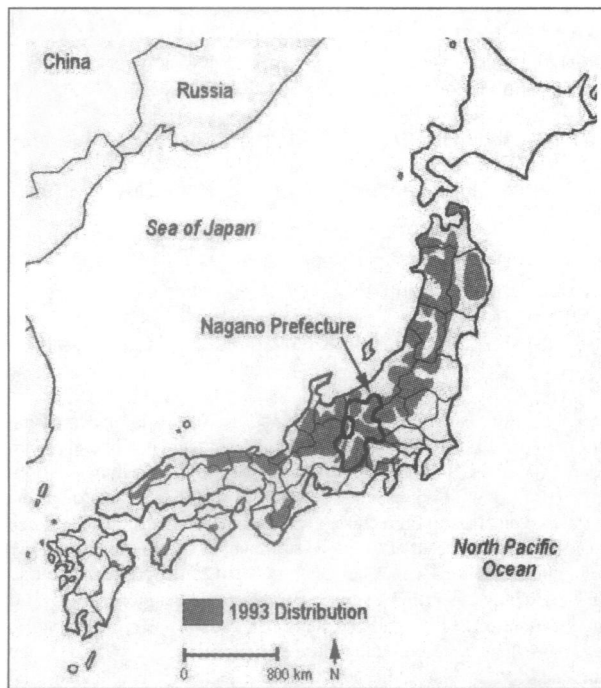 China
Russia
Sea of Japan
Nagano Prefecture
North Pacific
Ocean
1993 Distribution
0
800 km
N